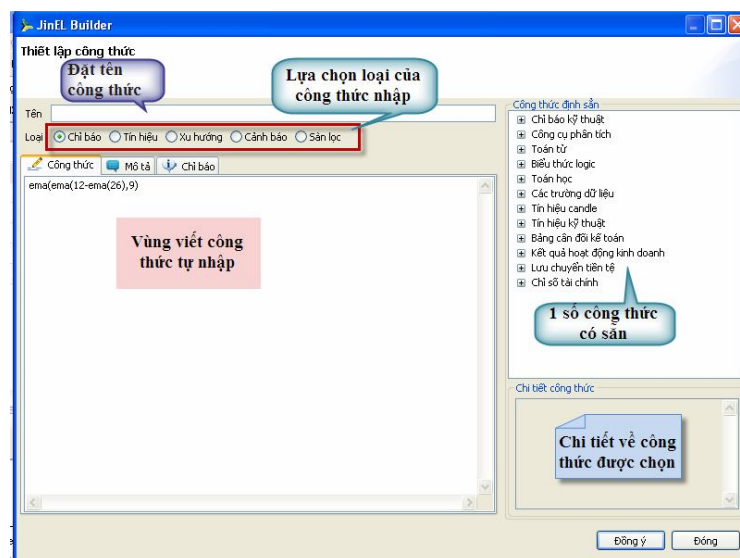 JinEL Builder
Thiết lập công thức
Đặt tên
công thức
Lựa chọn loại của
công thức nhập
Tên
Loại Chỉ báo Tín hiệu Xu hướng Cảnh báo Sàn lọc
Công thức Mô tả Chỉ báo
ema(ema(12-ema(26),9)
Vùng viết công
thức tự nhập
Công thức định sẵn
Chỉ báo kỹ thuật
Công cụ phân tích
Toán tử
Biểu thức logic
Toán học
Các trường dữ liệu
Tín hiệu candle
Tín hiệu kỹ thuật
Bảng cân đối kế toán
Kết quả hoạt động kinh doanh
Lưu chuyển tiền tệ
Chỉ số tài chính
1 số công thức
có sẵn
Chi tiết công thức
Chi tiết về công
thức được chọn
Đồng ý Đóng